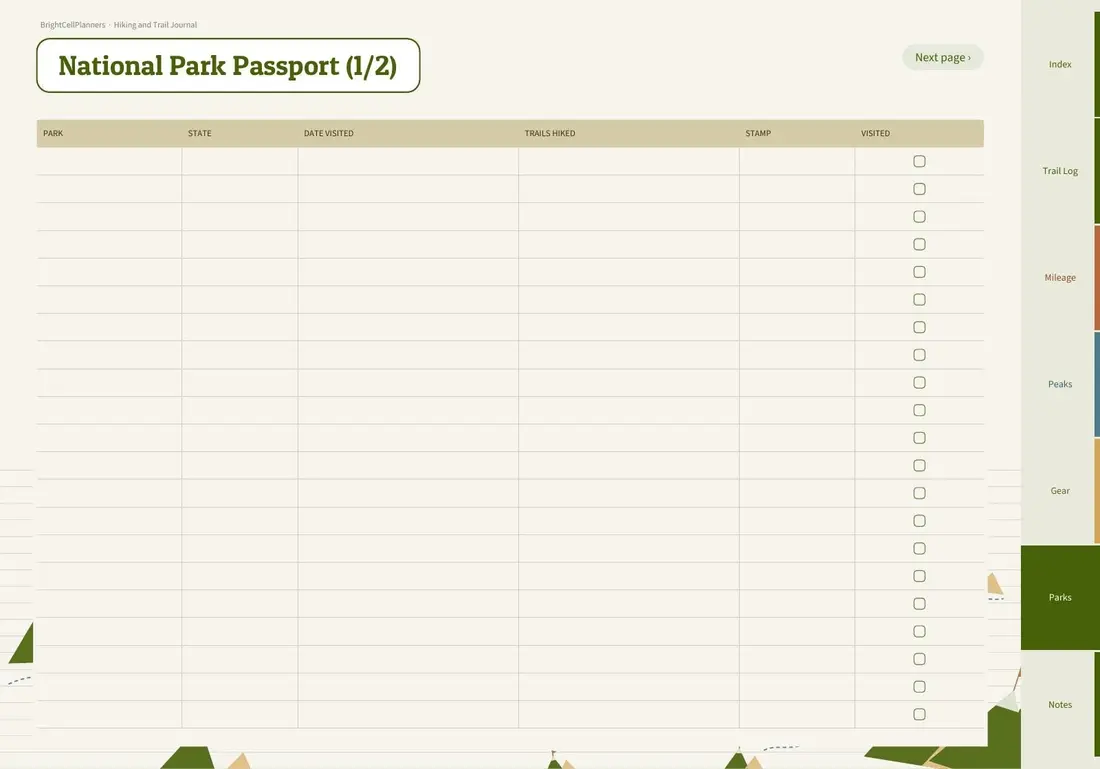 BrightCellPlanners · Hiking and Trail Journal
National Park Passport (1/2)
Next page ›
PARK STATE DATE VISITED TRAILS HIKED STAMP VISITED
Index
Trail Log
Mileage
Peaks
Gear
Parks
Notes